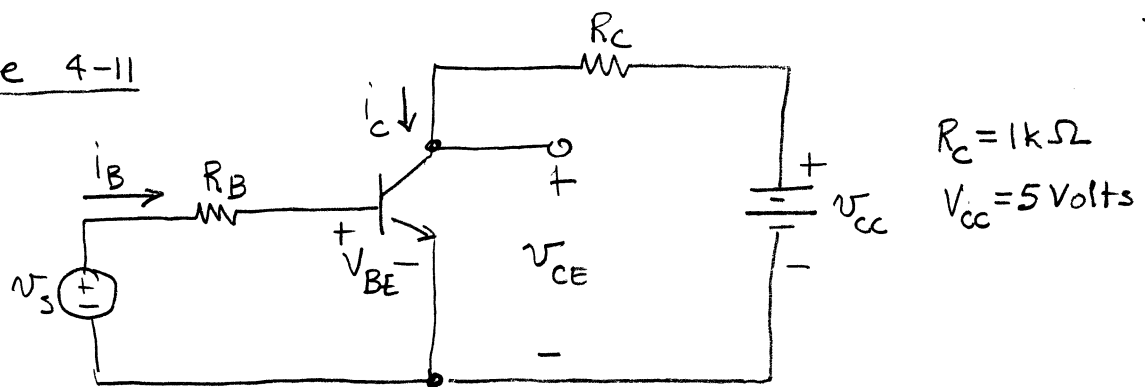 e 4-11
R_C
i_C ↓
i_B
R_B
+
V_BE -
v_s
+
-
+
v_CE
-
+
v_CC
-
R_C = 1kΩ
V_CC = 5 Volts